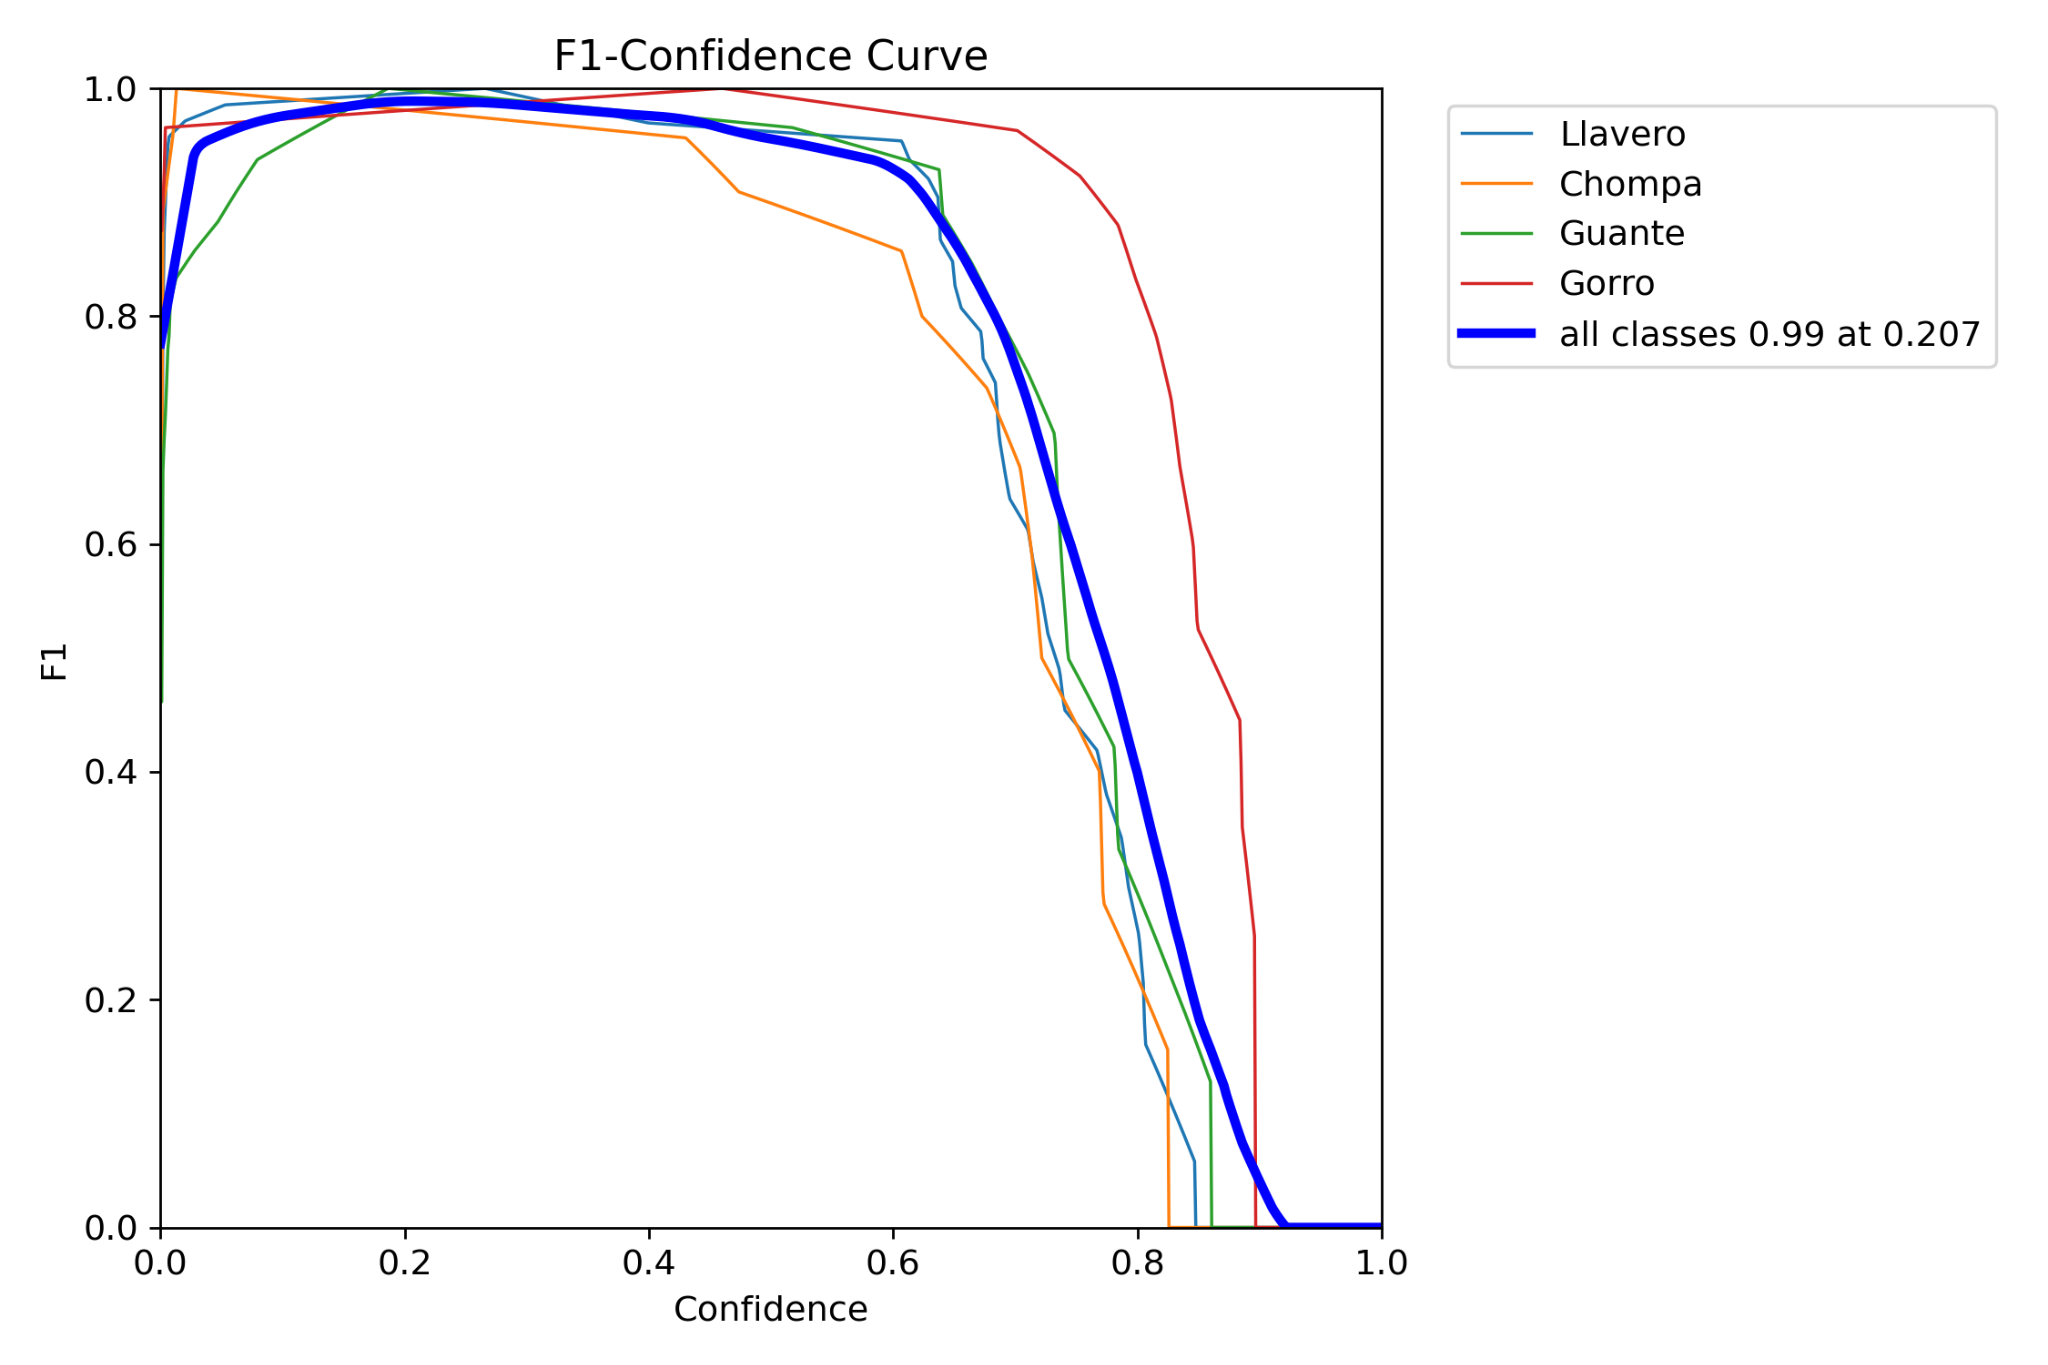 F1-Confidence Curve
1.0
0.8
0.6
0.4
0.2
0.0
F1
0.0 0.2 0.4 0.6 0.8 1.0
Confidence
Llavero
Chompa
Guante
Gorro
all classes 0.99 at 0.207